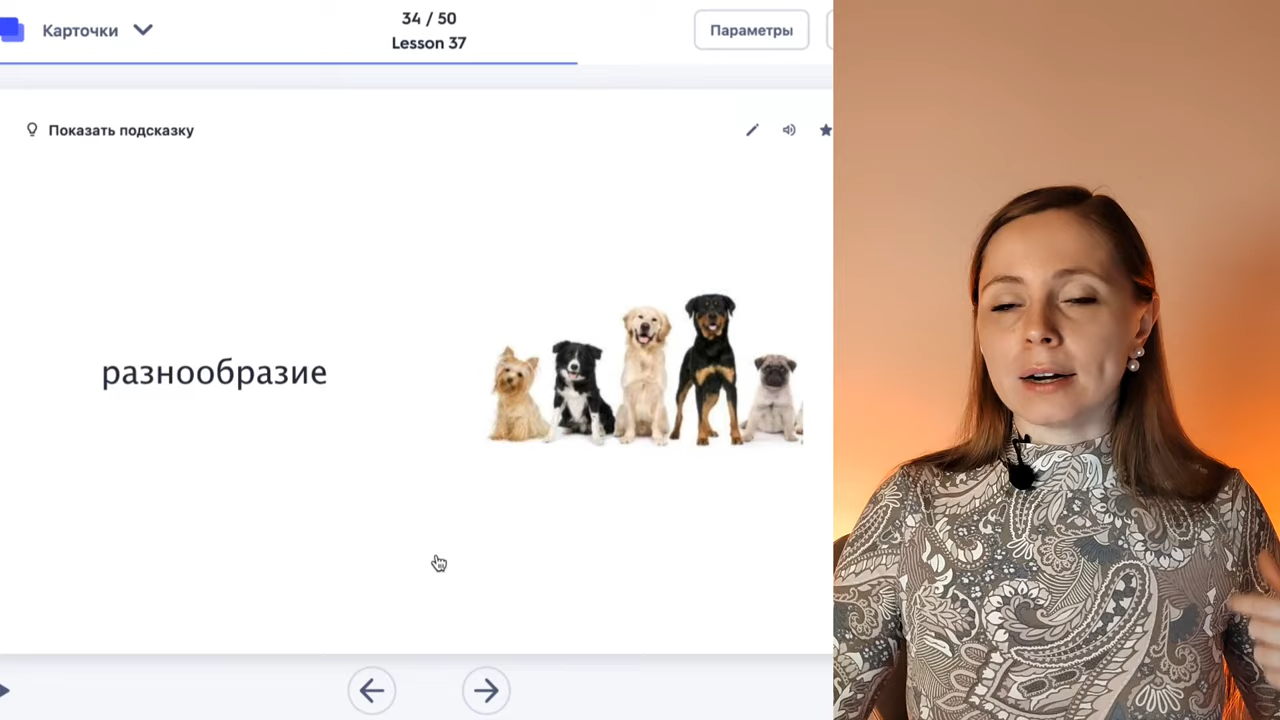 Карточки
34 / 50
Lesson 37
Параметры
Показать подсказку
разнообразие